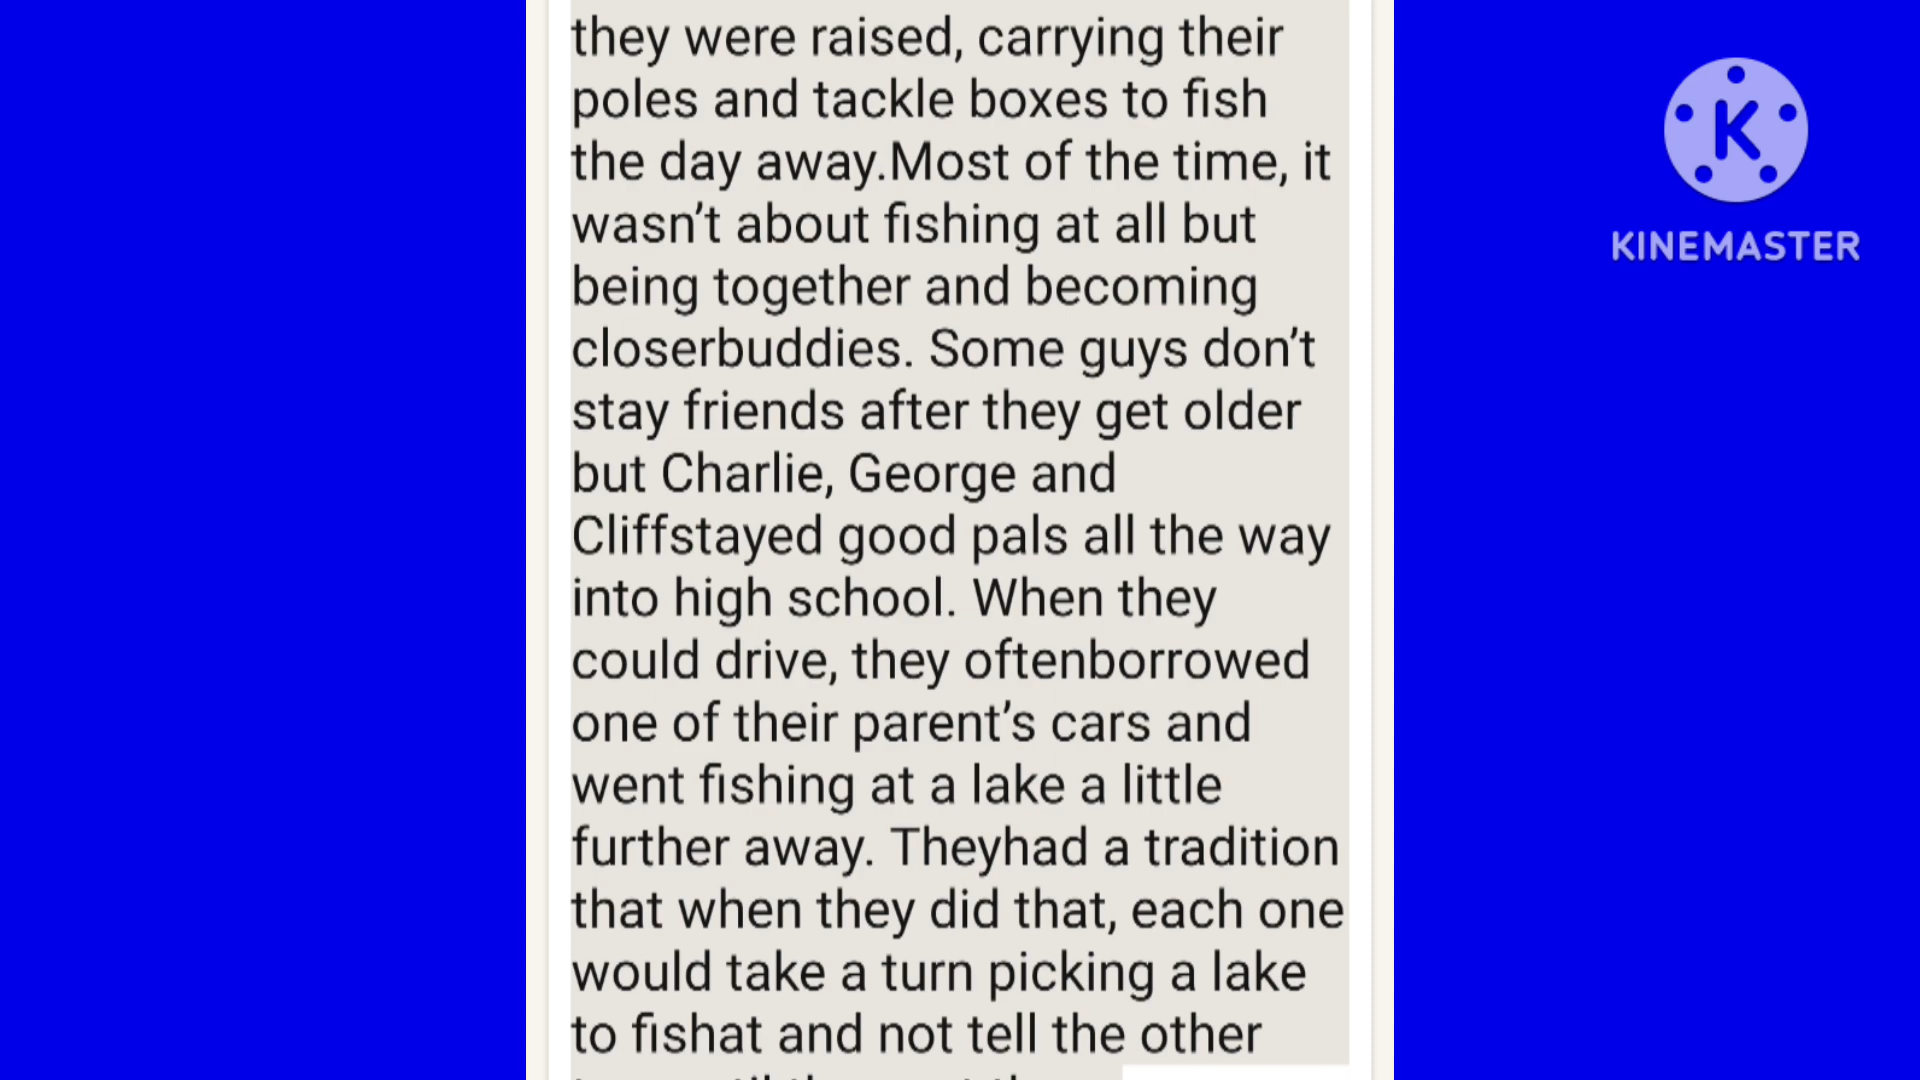 they were raised, carrying their
poles and tackle boxes to fish
the day away.Most of the time, it
wasn’t about fishing at all but
being together and becoming
closerbuddies. Some guys don’t
stay friends after they get older
but Charlie, George and
Cliffstayed good pals all the way
into high school. When they
could drive, they oftenborrowed
one of their parent’s cars and
went fishing at a lake a little
further away. Theyhad a tradition
that when they did that, each one
would take a turn picking a lake
to fishat and not tell the other
K
KINEMASTER